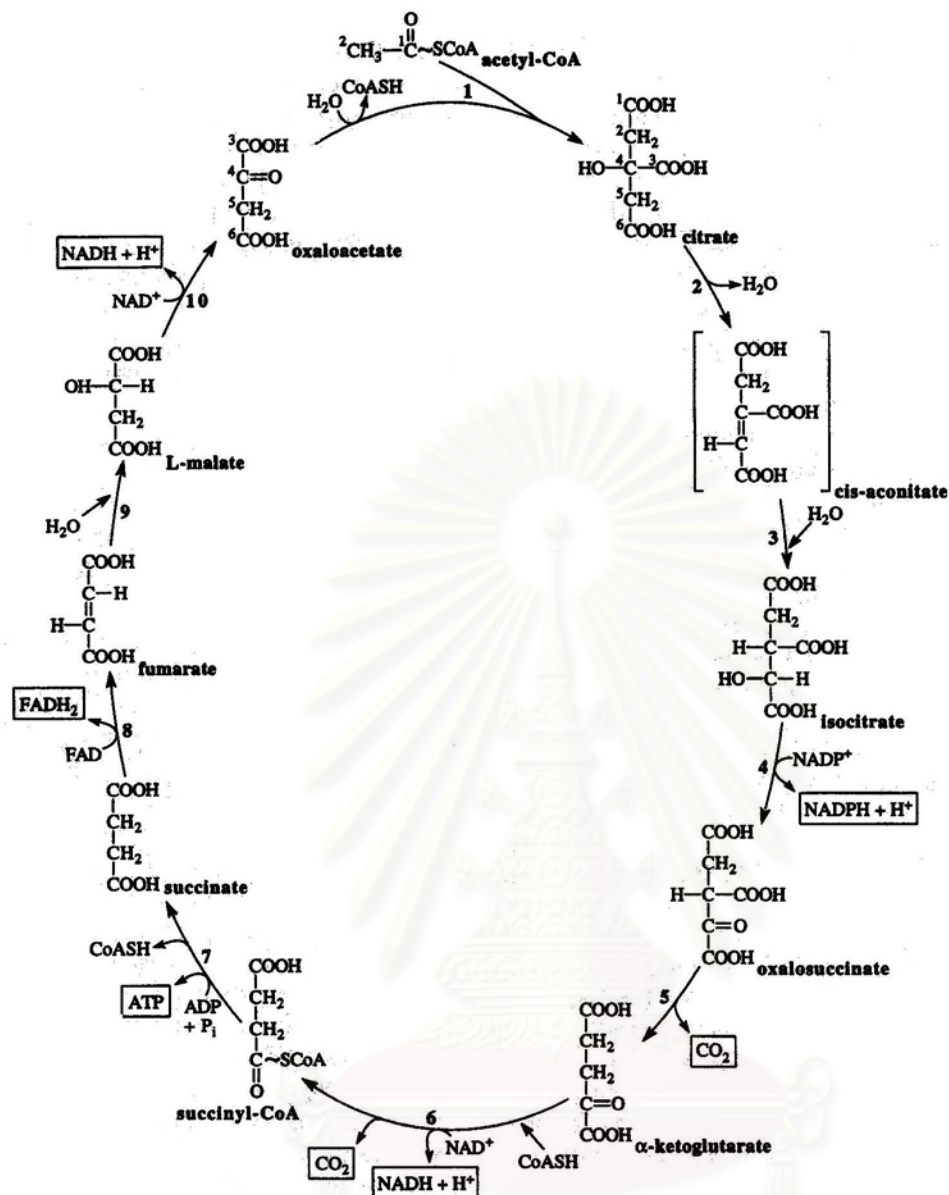 O
²CH₃—¹C~SCoA acetyl-CoA
H₂O CoASH 1
³COOH
⁴C=O
⁵CH₂
⁶COOH oxaloacetate
¹COOH
²CH₂
HO—⁴C—³COOH
⁵CH₂
⁶COOH citrate
2 H₂O
COOH
CH₂
C—COOH
H—C
COOH cis-aconitate
3 H₂O
COOH
CH₂
H—C—COOH
HO—C—H
COOH isocitrate
4 NADP⁺
NADPH + H⁺
COOH
CH₂
H—C—COOH
C=O
COOH oxalosuccinate
5 CO₂
COOH
CH₂
CH₂
C=O
COOH α-ketoglutarate
6
CO₂ NAD⁺ CoASH
NADH + H⁺
COOH
CH₂
CH₂
C~SCoA
O
succinyl-CoA
7
CoASH
ATP ADP
+ Pᵢ
COOH
CH₂
CH₂
COOH succinate
8
FADH₂
FAD
COOH
C—H
H—C
COOH fumarate
9
H₂O
COOH
OH—C—H
CH₂
COOH L-malate
NADH + H⁺
NAD⁺ 10